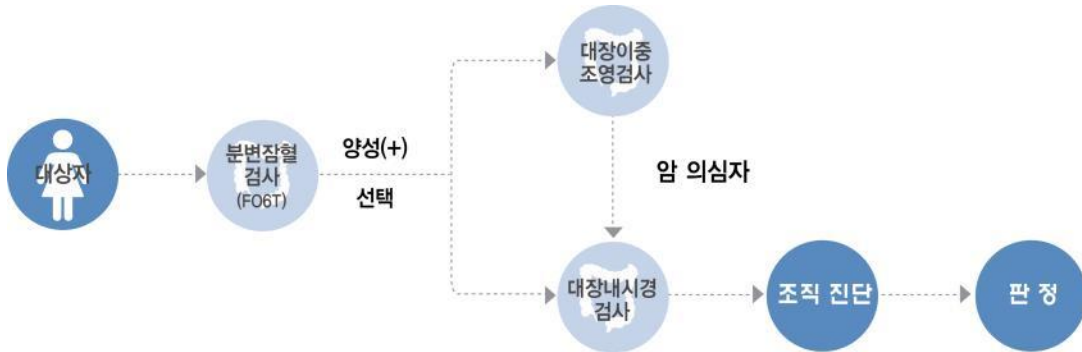 대상자
분변잠혈
검사
(FO6T)
양성(+)
선택
대장이중
조영검사
암 의심자
대장내시경
검사
조직 진단
판 정